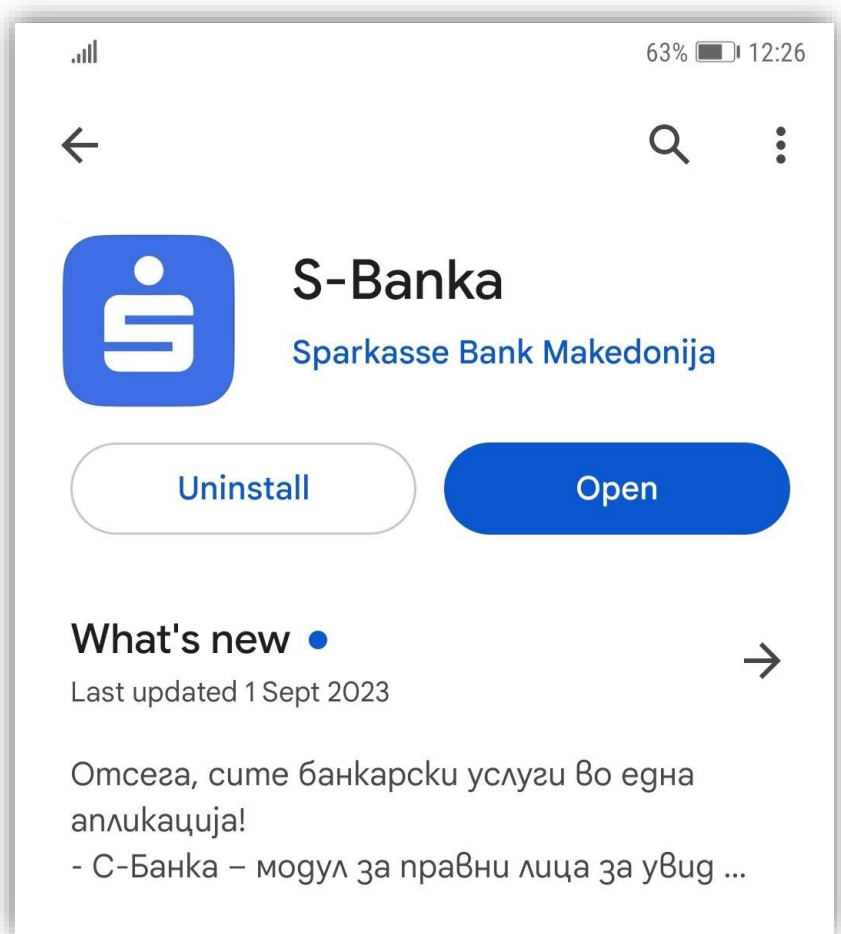 63% 12:26
S-Banka
Sparkasse Bank Makedonija
Uninstall Open
What's new
Last updated 1 Sept 2023
Отсега, сите банкарски услуги во една
апликација!
- С-Банка – модул за правни лица за увид ...